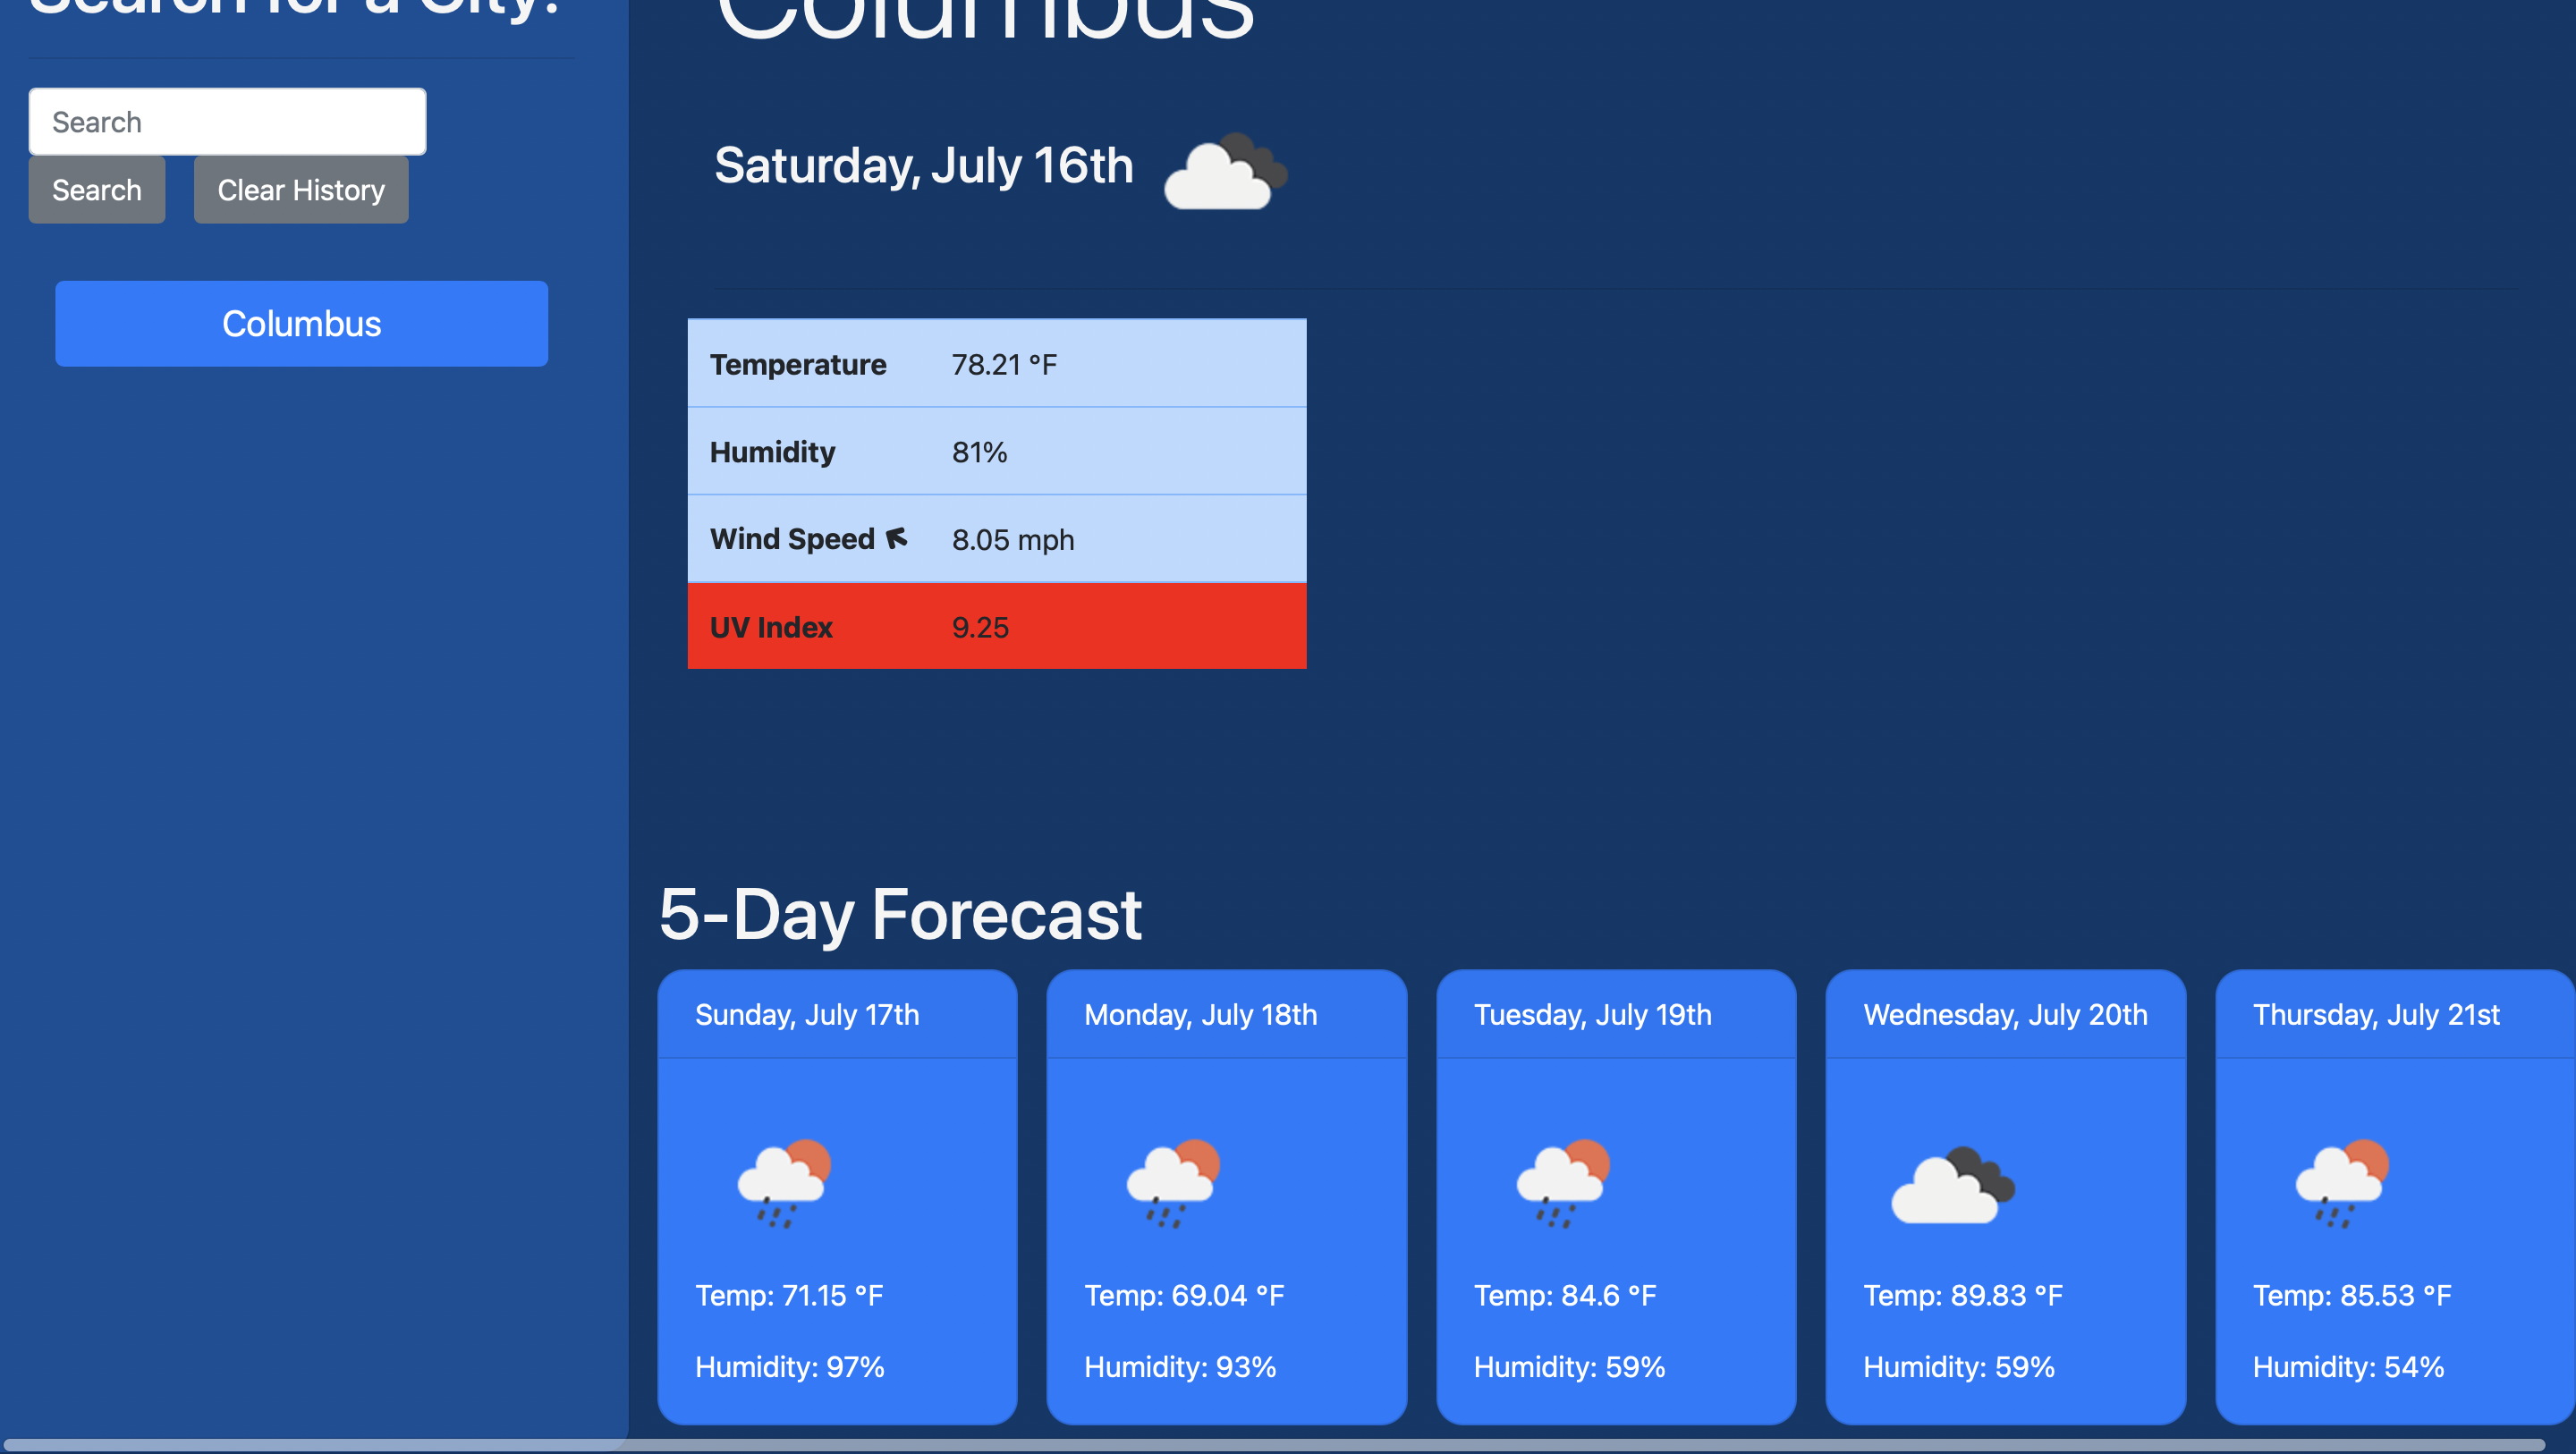 Search for a City:
Search
Search Clear History
Columbus
Columbus
Saturday, July 16th
Temperature 78.21 °F
Humidity 81%
Wind Speed 8.05 mph
UV Index 9.25
5-Day Forecast
Sunday, July 17th
Temp: 71.15 °F
Humidity: 97%
Monday, July 18th
Temp: 69.04 °F
Humidity: 93%
Tuesday, July 19th
Temp: 84.6 °F
Humidity: 59%
Wednesday, July 20th
Temp: 89.83 °F
Humidity: 59%
Thursday, July 21st
Temp: 85.53 °F
Humidity: 54%